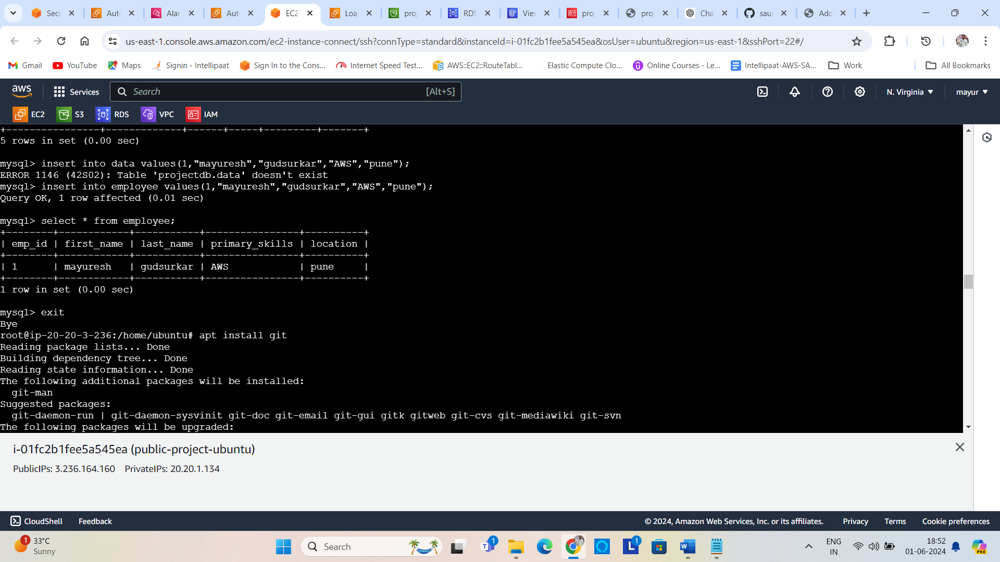 Secu
Auto
Alar
Auto
EC2
Loa
proj
RDS
View
proj
proj
Cha
saur
Add
us-east-1.console.aws.amazon.com/ec2-instance-connect/ssh?connType=standard&instanceId=i-01fc2b1fee5a545ea&osUser=ubuntu&region=us-east-1&sshPort=22#/
Gmail
YouTube
Maps
Signin - Intellipaat
Sign In to the Cons...
Internet Speed Test...
AWS::EC2::RouteTabl...
Elastic Compute Clo...
Online Courses - Le...
Intellipaat-AWS-SA...
Work
All Bookmarks
aws
Services
Search
[Alt+S]
N. Virginia
mayur
EC2
S3
RDS
VPC
IAM
+----------------+-------------+------+-----+---------+-------+
5 rows in set (0.00 sec)
mysql> insert into data values(1,"mayuresh","gudsurkar","AWS","pune");
ERROR 1146 (42S02): Table 'projectdb.data' doesn't exist
mysql> insert into employee values(1,"mayuresh","gudsurkar","AWS","pune");
Query OK, 1 row affected (0.01 sec)
mysql> select * from employee;
+--------+------------+-----------+----------------+----------+
| emp_id | first_name | last_name | primary_skills | location |
+--------+------------+-----------+----------------+----------+
| 1      | mayuresh   | gudsurkar | AWS            | pune     |
+--------+------------+-----------+----------------+----------+
1 row in set (0.00 sec)
mysql> exit
Bye
root@ip-20-20-3-236:/home/ubuntu# apt install git
Reading package lists... Done
Building dependency tree... Done
Reading state information... Done
The following additional packages will be installed:
  git-man
Suggested packages:
  git-daemon-run | git-daemon-sysvinit git-doc git-email git-gui gitk gitweb git-cvs git-mediawiki git-svn
The following packages will be upgraded:
i-01fc2b1fee5a545ea (public-project-ubuntu)
PublicIPs: 3.236.164.160 PrivateIPs: 20.20.1.134
CloudShell
Feedback
© 2024, Amazon Web Services, Inc. or its affiliates.
Privacy
Terms
Cookie preferences
1
33°C
Sunny
Search
1
1
ENG
IN
18:52
01-06-2024
PRE